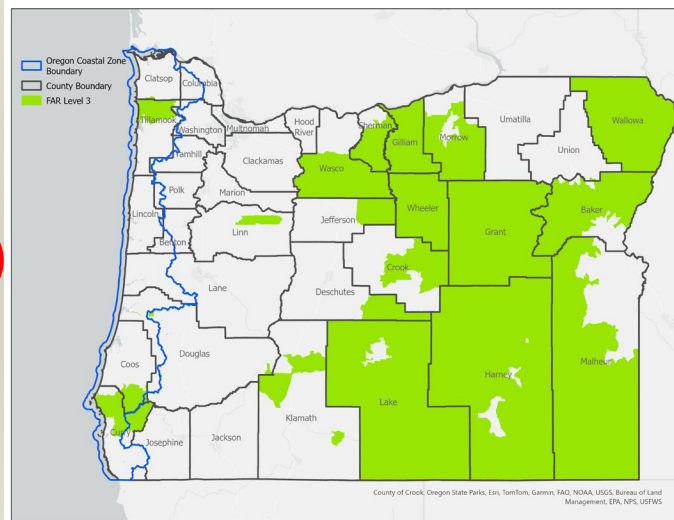 Oregon Coastal Zone
Boundary
County Boundary
FAR Level 3
Clatsop
Columbia
Tillamook
Washington
Multnomah
Hood
River
Sherman
Gilliam
Morrow
Umatilla
Wallowa
Union
Yamhill
Clackamas
Wasco
Polk
Marion
Wheeler
Baker
Lincoln
Jefferson
Grant
Benton
Linn
Crook
Lane
Deschutes
Douglas
Coos
Malheur
Harney
Lake
Klamath
Curry
Josephine
Jackson
County of Crook, Oregon State Parks, Esri, TomTom, Garmin, FAO, NOAA, USGS, Bureau of Land
Management, EPA, NPS, USFWS